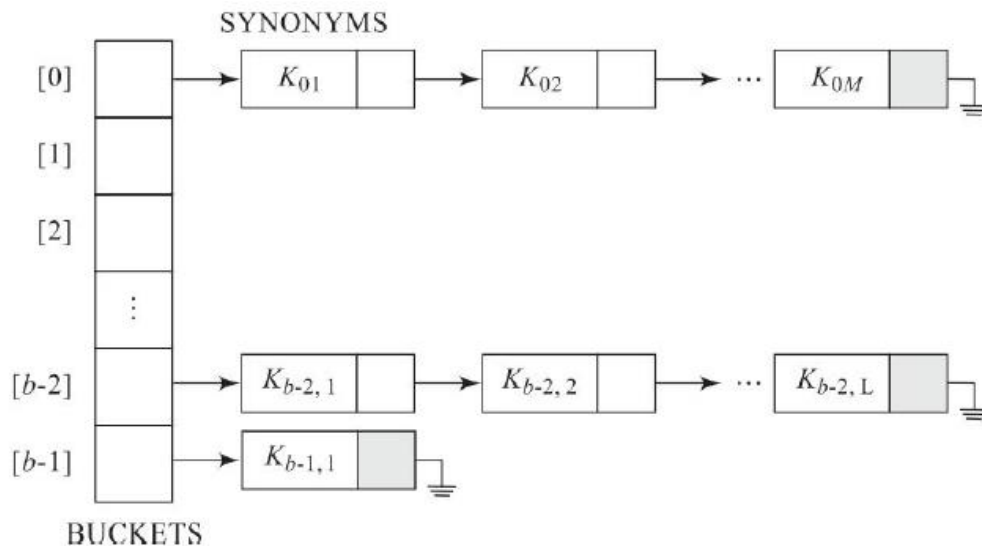 SYNONYMS
[0] K01 K02 ... K0M
[1]
[2]
⋮
[b-2] Kb-2, 1 Kb-2, 2 ... Kb-2, L
[b-1] Kb-1, 1
BUCKETS